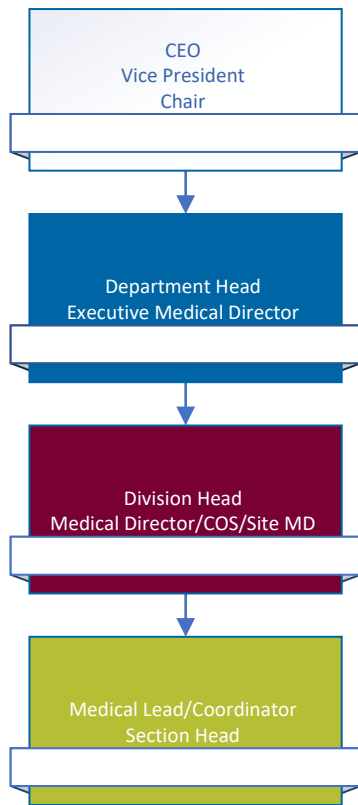 CEO
Vice President
Chair
Department Head
Executive Medical Director
Division Head
Medical Director/COS/Site MD
Medical Lead/Coordinator
Section Head